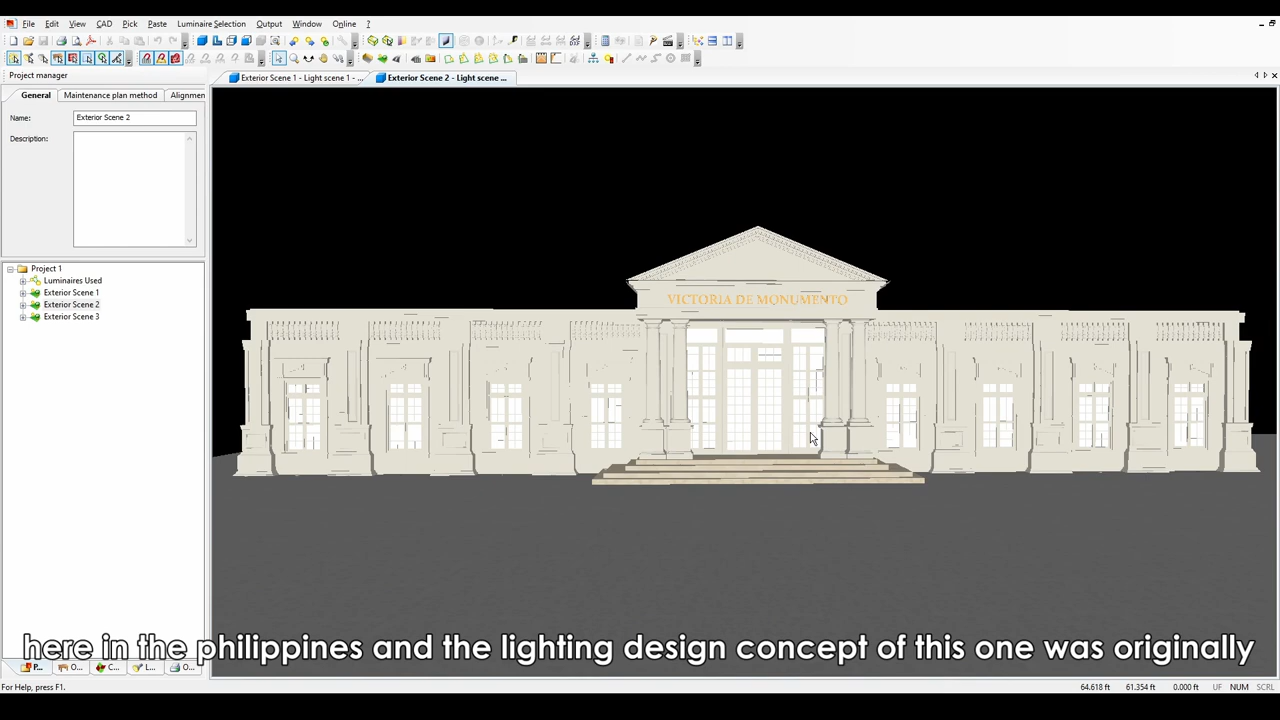 File Edit View CAD Pick Paste Luminaire Selection Output Window Online ?
Project manager
Exterior Scene 1 - Light scene 1 - ...
Exterior Scene 2 - Light scene ...
General Maintenance plan method Alignmen
Name: Exterior Scene 2
Description:
Project 1
Luminaires Used
Exterior Scene 1
Exterior Scene 2
Exterior Scene 3
VICTORIA DE MONUMENTO
here in the philippines and the lighting design concept of this one was originally
P... O... C... L... O...
For Help, press F1. 64.618 ft 61.354 ft 0.000 ft UF NUM SCRL